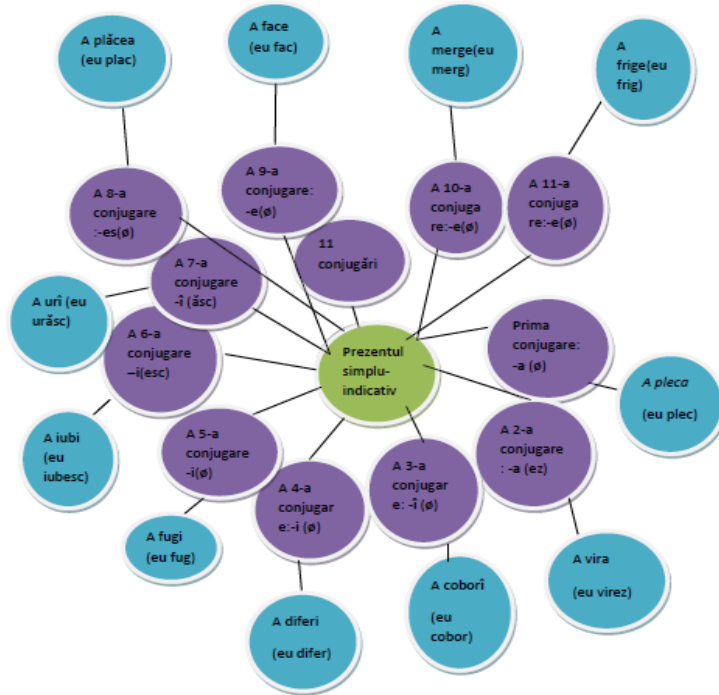 A plăcea
(eu plac)
A face
(eu fac)
A
merge(eu
merg)
A
frige(eu
frig)
A 8-a
conjugare
:-es(ø)
A 9-a
conjugare:
-e(ø)
A 10-a
conjuga
re:-e(ø)
A 11-a
conjuga
re:-e(ø)
11
conjugări
A 7-a
conjugare
-î (ăsc)
A urî (eu
urăsc)
A 6-a
conjugare
–i(esc)
Prezentul
simplu-
indicativ
Prima
conjugare:
-a (ø)
A pleca
(eu plec)
A iubi
(eu
iubesc)
A 5-a
conjugare
-i(ø)
A 4-a
conjugar
e:-i (ø)
A 3-a
conjugar
e: -î (ø)
A 2-a
conjugare
: -a (ez)
A fugi
(eu fug)
A diferi
(eu difer)
A coborî
(eu
cobor)
A vira
(eu virez)